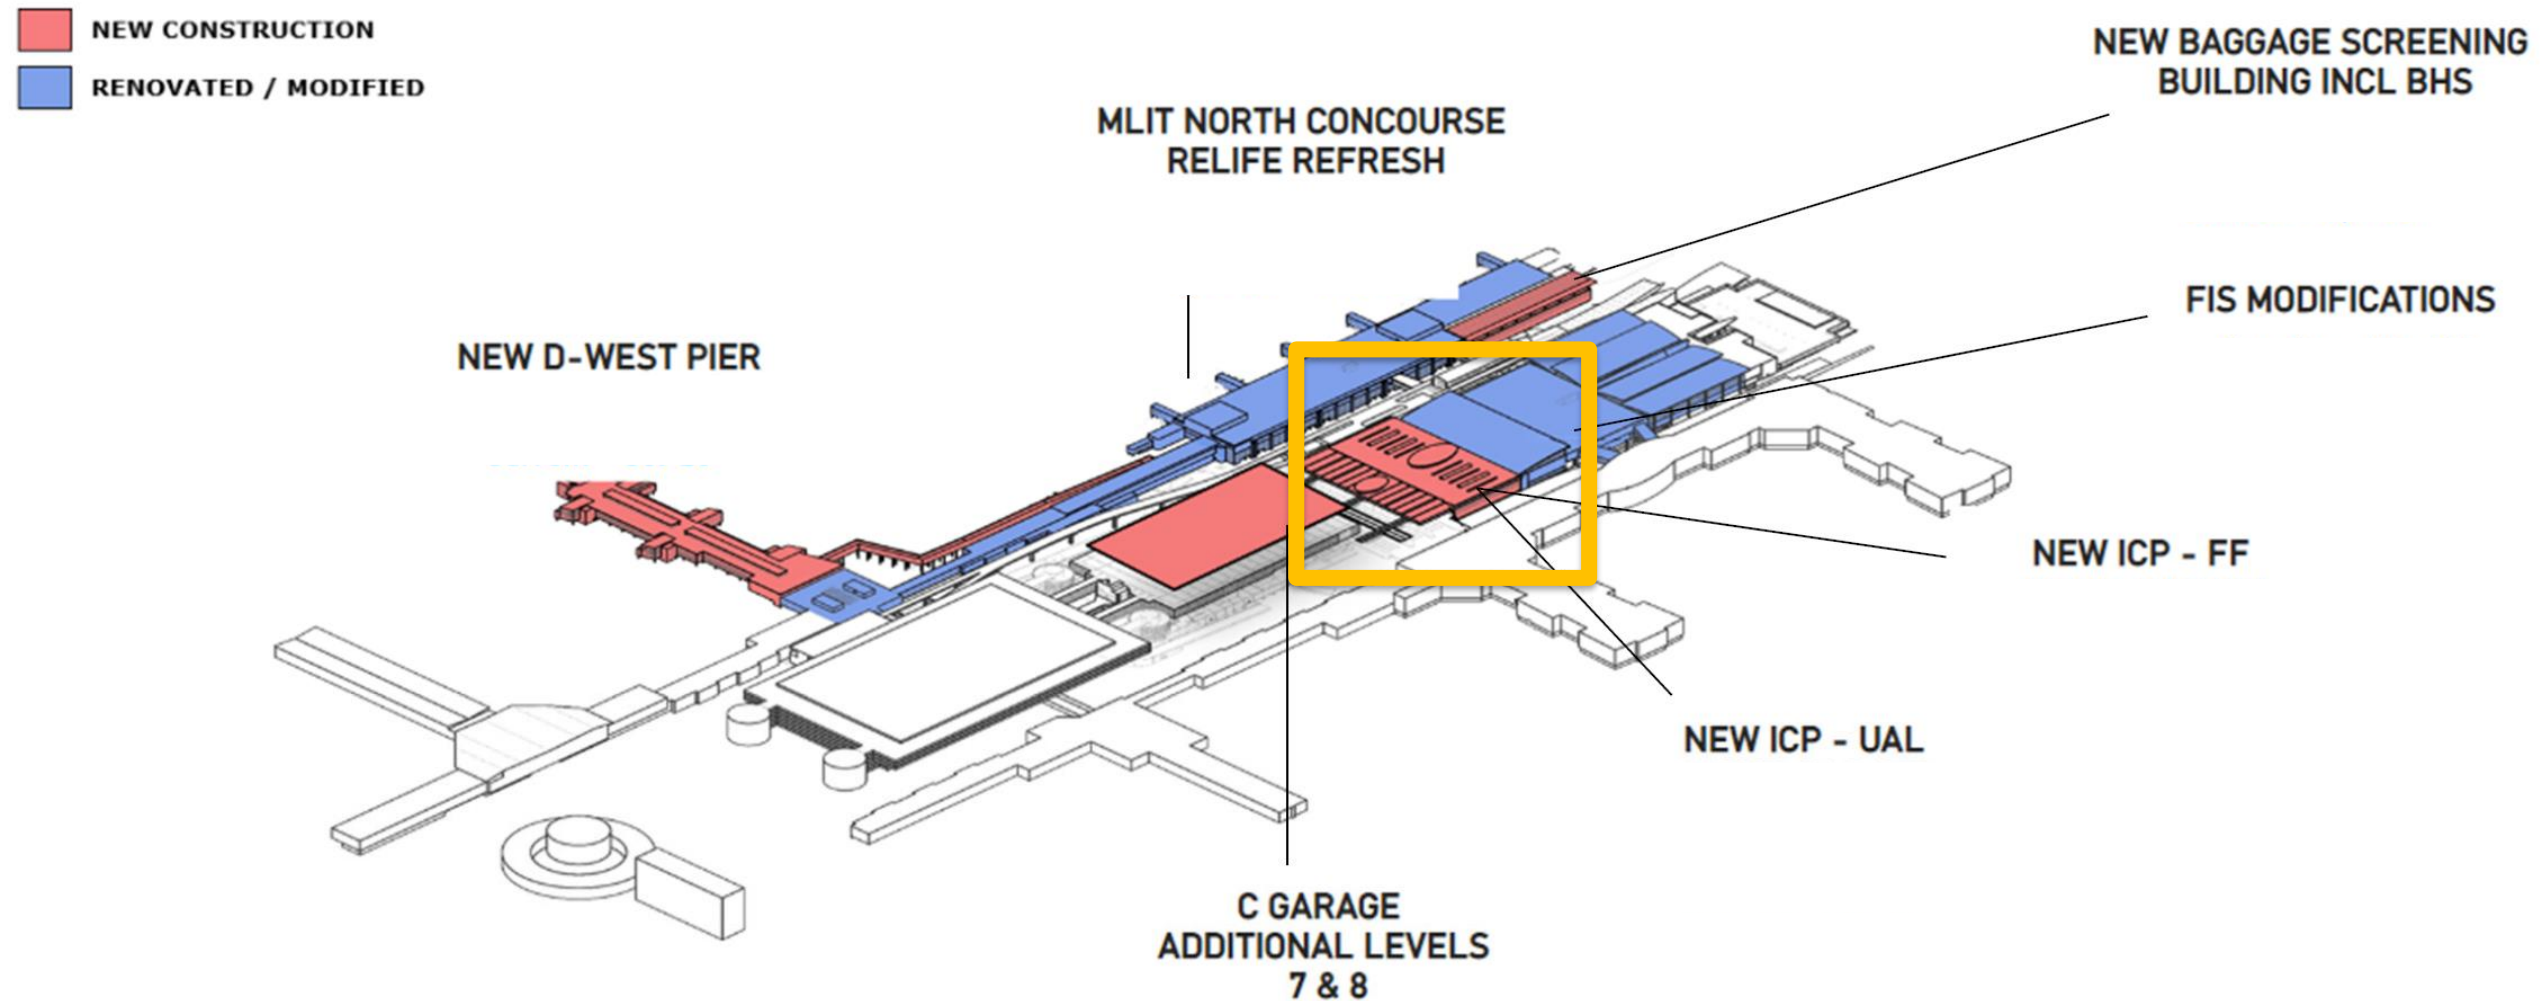 NEW CONSTRUCTION
RENOVATED / MODIFIED
NEW BAGGAGE SCREENING
BUILDING INCL BHS
MLIT NORTH CONCOURSE
RELIFE REFRESH
FIS MODIFICATIONS
NEW D-WEST PIER
NEW ICP - FF
NEW ICP - UAL
C GARAGE
ADDITIONAL LEVELS
7 & 8